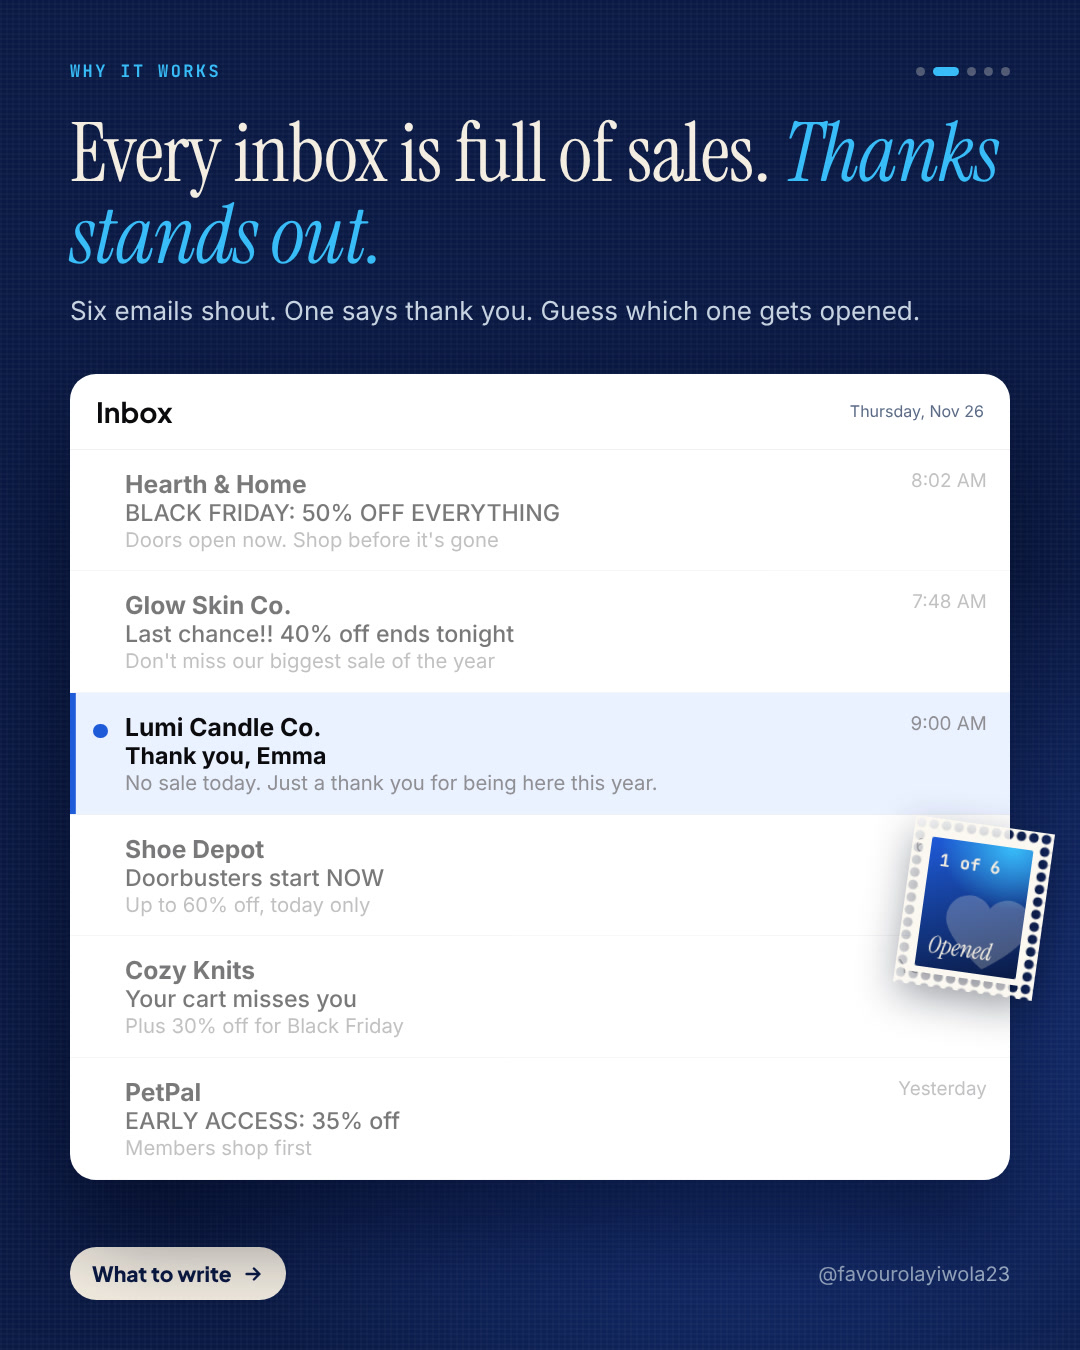 WHY IT WORKS
Every inbox is full of sales. Thanks
stands out.
Six emails shout. One says thank you. Guess which one gets opened.
Inbox
Thursday, Nov 26
Hearth & Home
8:02 AM
BLACK FRIDAY: 50% OFF EVERYTHING
Doors open now. Shop before it's gone
Glow Skin Co.
7:48 AM
Last chance!! 40% off ends tonight
Don't miss our biggest sale of the year
Lumi Candle Co.
9:00 AM
Thank you, Emma
No sale today. Just a thank you for being here this year.
Shoe Depot
Doorbusters start NOW
Up to 60% off, today only
1 of 6
Opened
Cozy Knits
Your cart misses you
Plus 30% off for Black Friday
PetPal
Yesterday
EARLY ACCESS: 35% off
Members shop first
What to write →
@favourolayiwola23